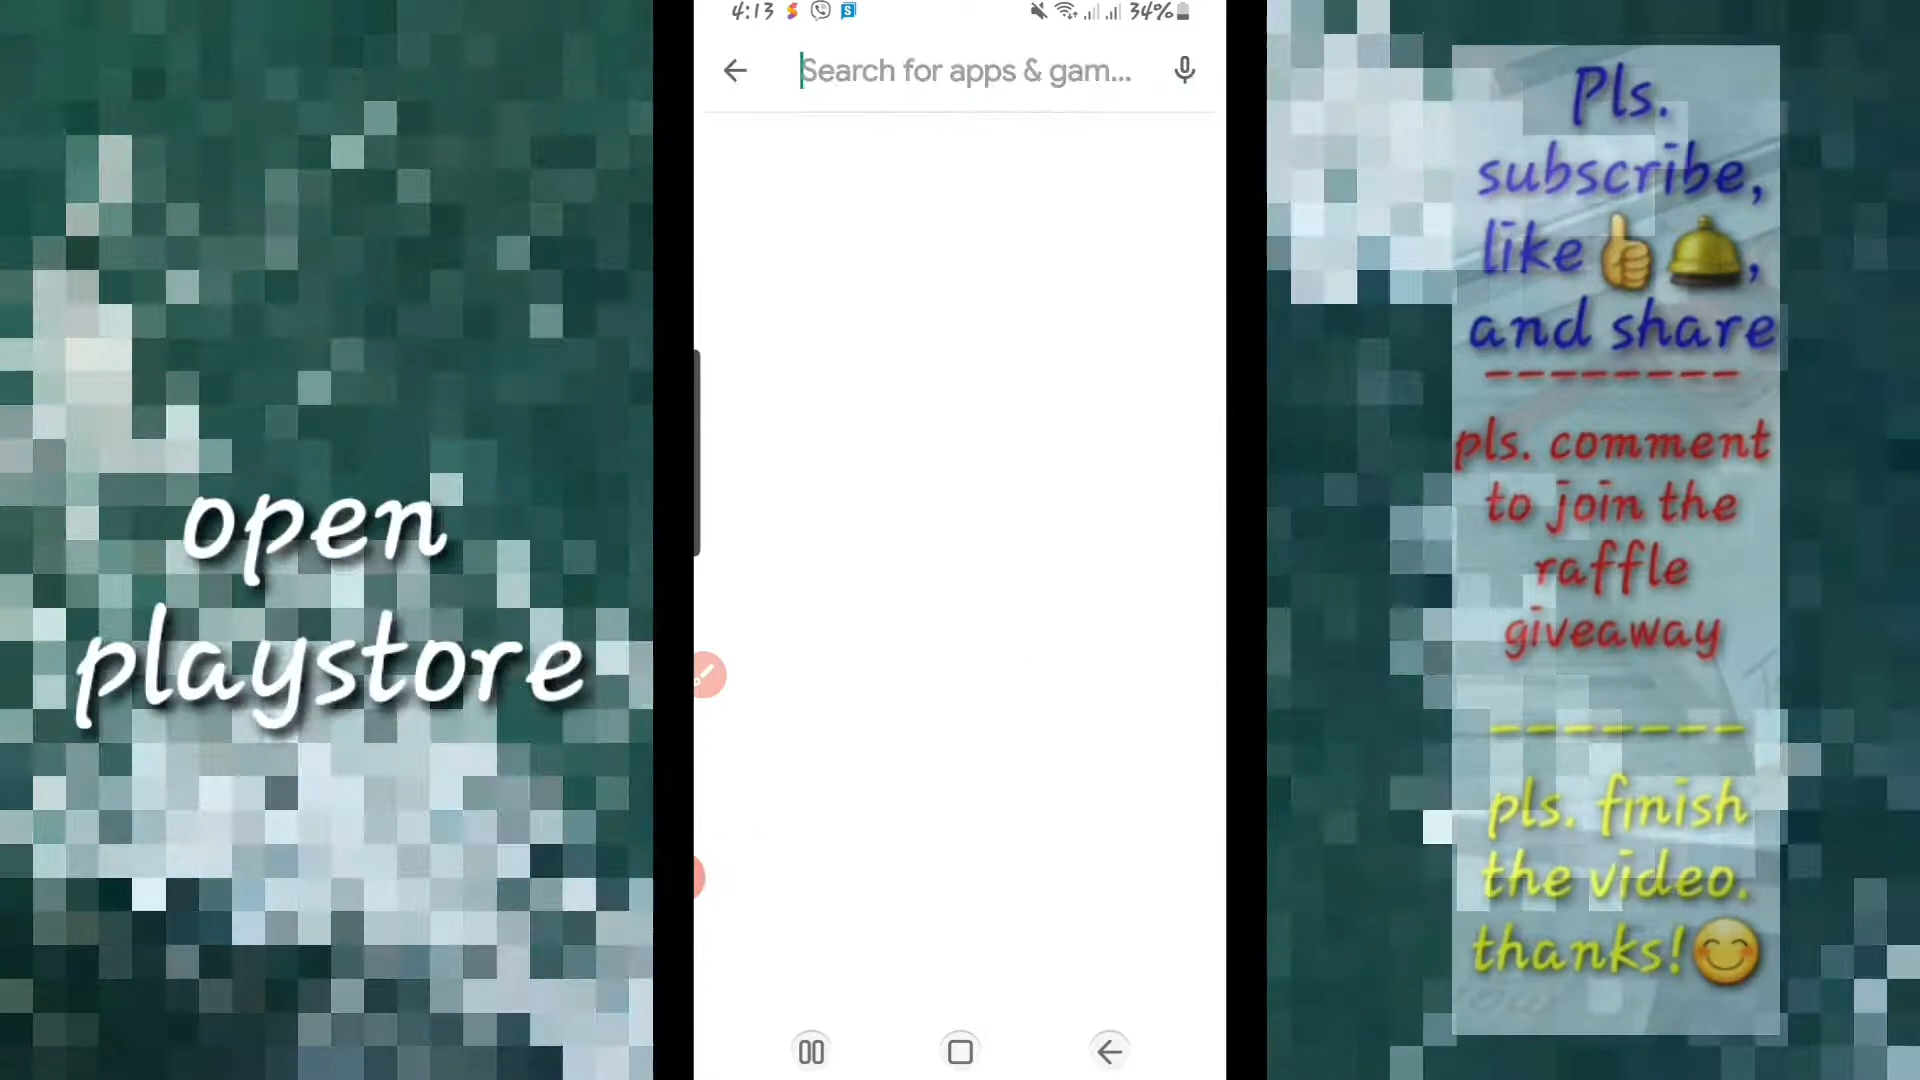 open
playstore
4:13
34%
Search for apps & gam...
Pls.
subscribe,
like👍🔔,
and share
--------
pls. comment
to join the
raffle
giveaway
-------
pls. finish
the video.
thanks!😊